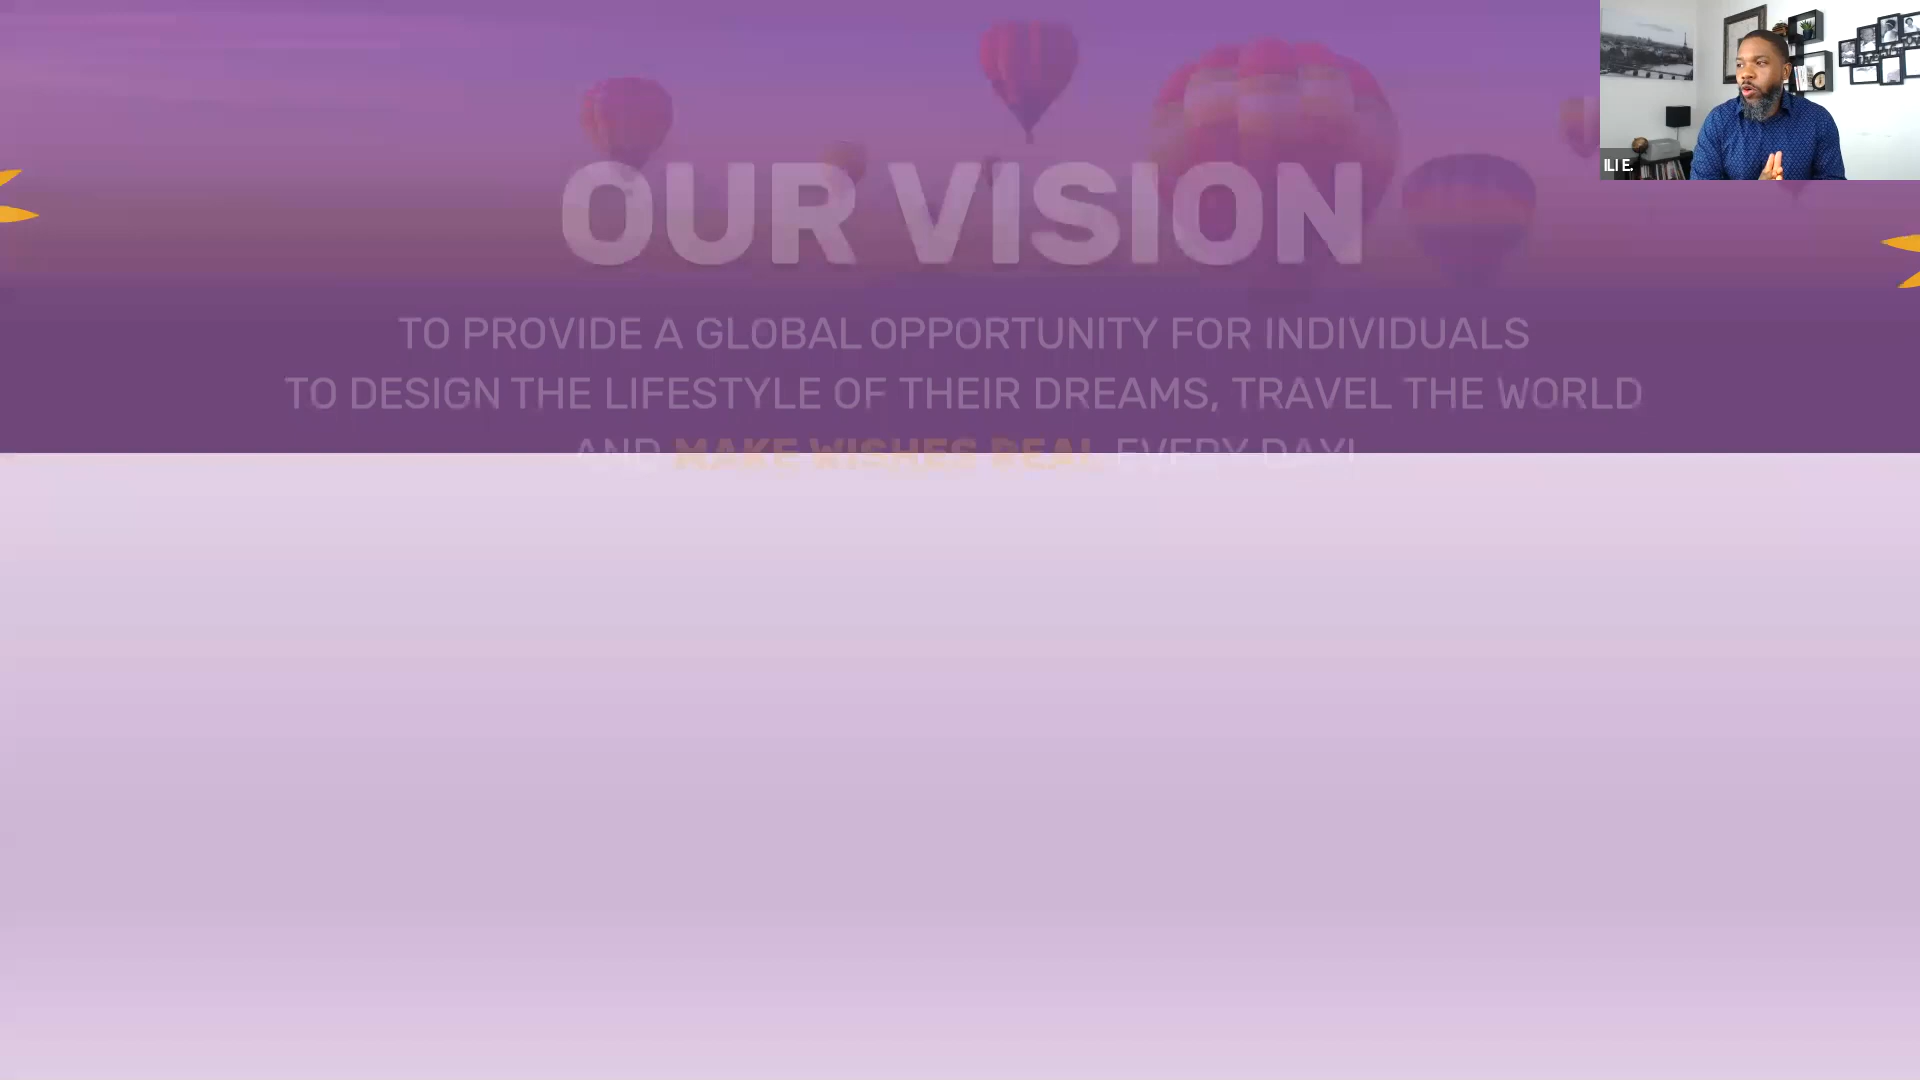 OUR VISION
TO PROVIDE A GLOBAL OPPORTUNITY FOR INDIVIDUALS
TO DESIGN THE LIFESTYLE OF THEIR DREAMS, TRAVEL THE WORLD
AND MAKE WISHES REAL EVERY DAY!
ILI E.